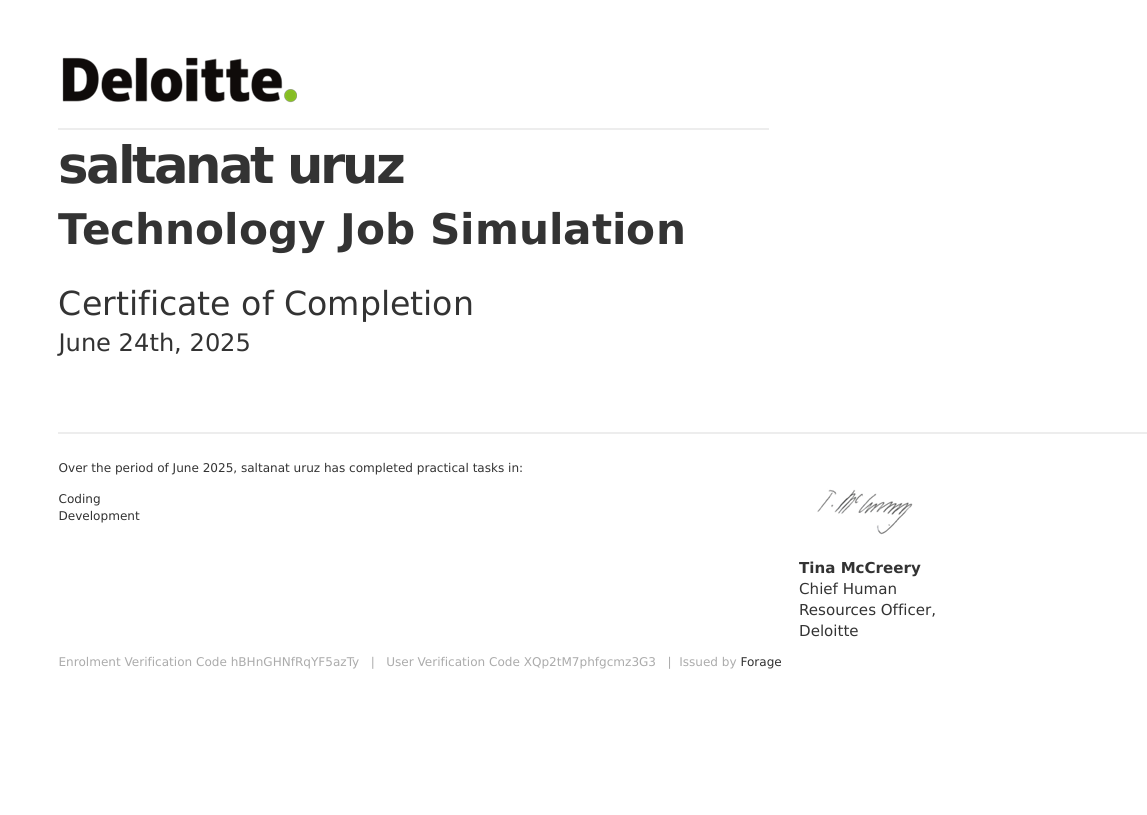 Deloitte.
saltanat uruz
Technology Job Simulation
Certificate of Completion
June 24th, 2025
Over the period of June 2025, saltanat uruz has completed practical tasks in:
Coding
Development
T. McCreery
Tina McCreery
Chief Human
Resources Officer,
Deloitte
Enrolment Verification Code hBHnGHNfRqYF5azTy | User Verification Code XQp2tM7phfgcmz3G3 | Issued by Forage